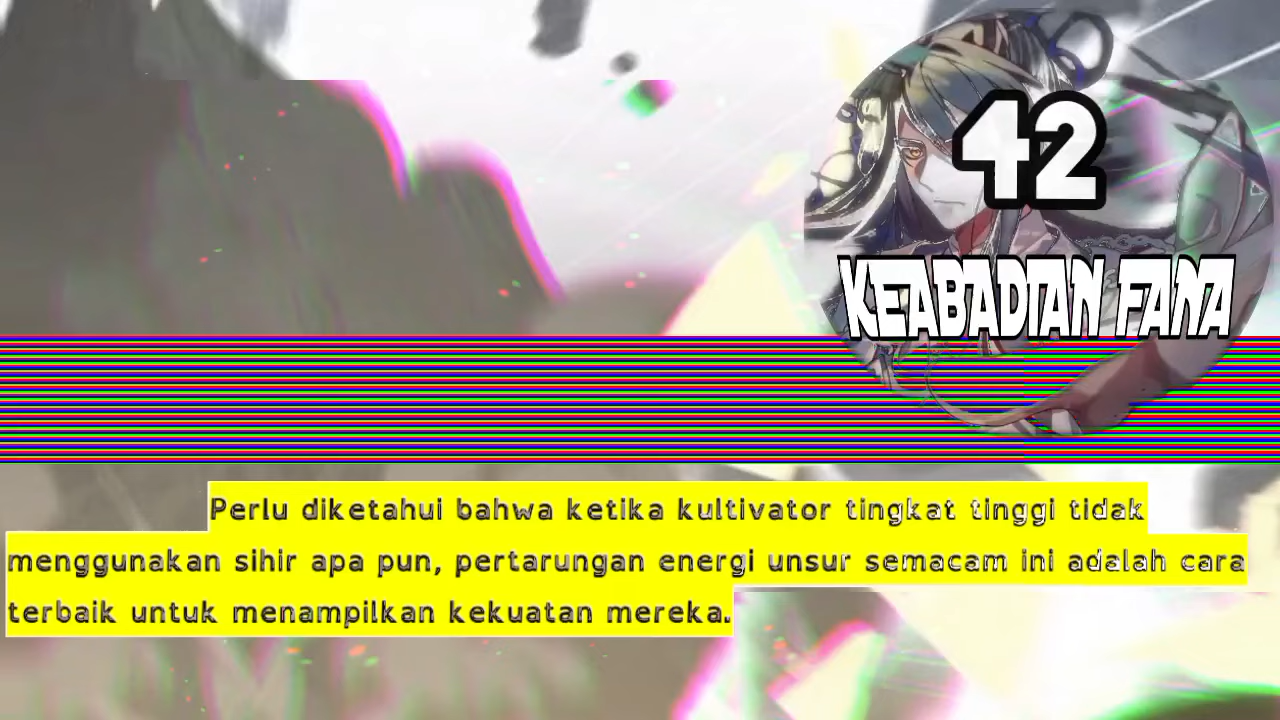 42
KEABADIAN FANA
Perlu diketahui bahwa ketika kultivator tingkat tinggi tidak
menggunakan sihir apa pun, pertarungan energi unsur semacam ini adalah cara
terbaik untuk menampilkan kekuatan mereka.